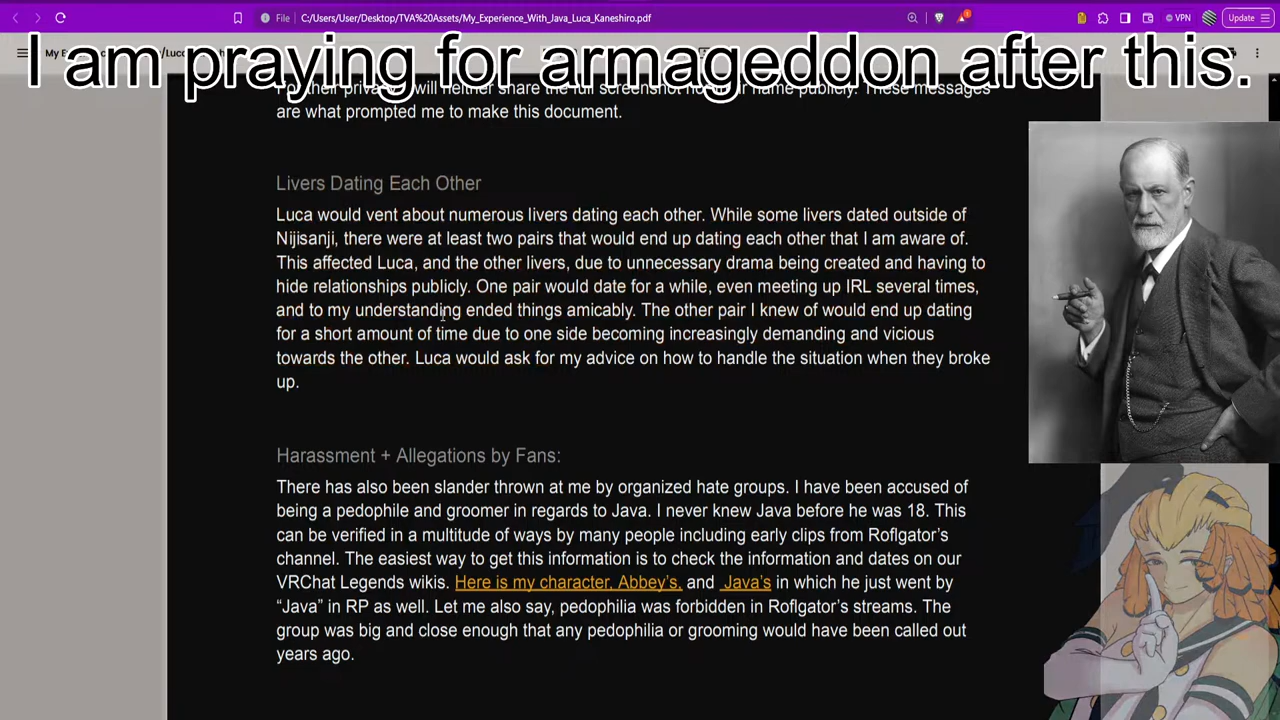 File C:/Users/User/Desktop/TVA%20Assets/My_Experience_With_Java_Luca_Kaneshiro.pdf
VPN
Update
I am praying for armageddon after this.
will neither share the full screenshot
name publicly. These messages
are what prompted me to make this document.
Livers Dating Each Other
Luca would vent about numerous livers dating each other. While some livers dated outside of
Nijisanji, there were at least two pairs that would end up dating each other that I am aware of.
This affected Luca, and the other livers, due to unnecessary drama being created and having to
hide relationships publicly. One pair would date for a while, even meeting up IRL several times,
and to my understanding ended things amicably. The other pair I knew of would end up dating
for a short amount of time due to one side becoming increasingly demanding and vicious
towards the other. Luca would ask for my advice on how to handle the situation when they broke
up.
Harassment + Allegations by Fans:
There has also been slander thrown at me by organized hate groups. I have been accused of
being a pedophile and groomer in regards to Java. I never knew Java before he was 18. This
can be verified in a multitude of ways by many people including early clips from Roflgator’s
channel. The easiest way to get this information is to check the information and dates on our
VRChat Legends wikis. Here is my character, Abbey’s, and Java’s in which he just went by
“Java” in RP as well. Let me also say, pedophilia was forbidden in Roflgator’s streams. The
group was big and close enough that any pedophilia or grooming would have been called out
years ago.